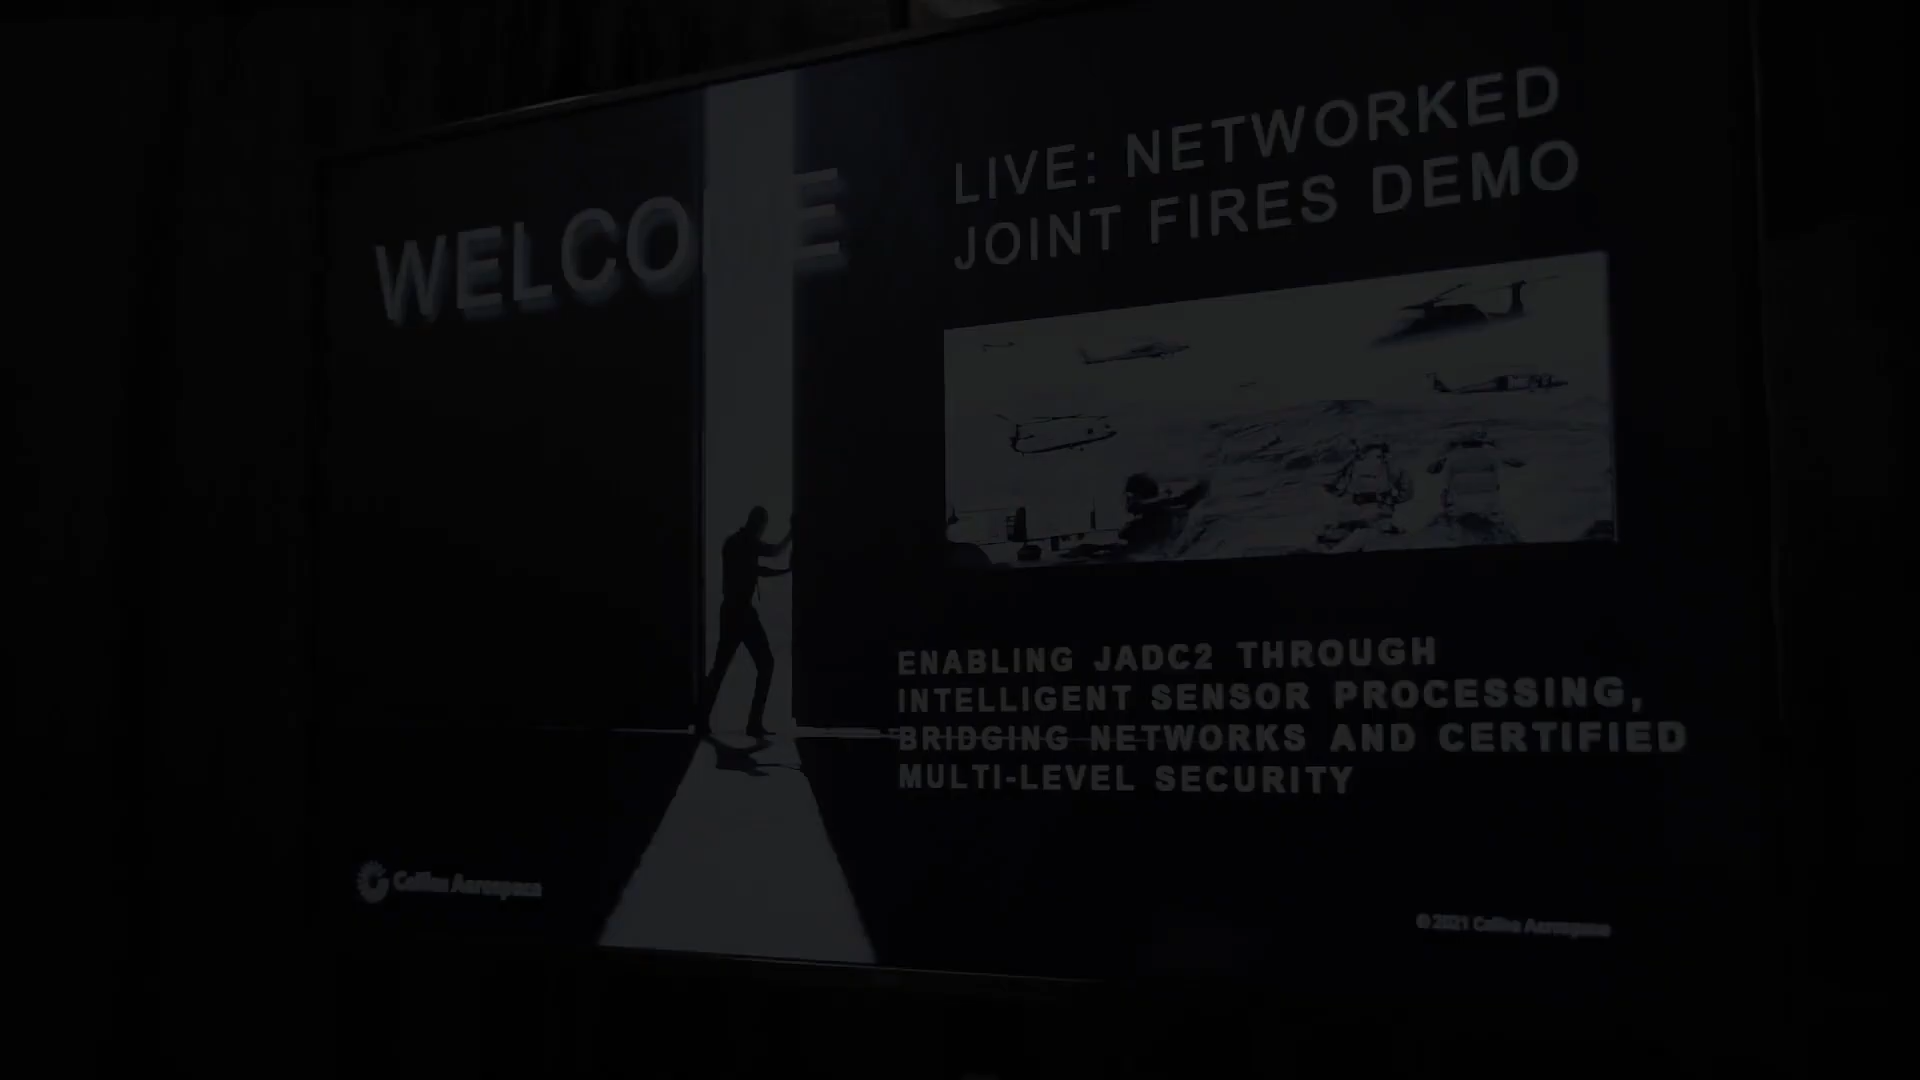 WELCO E
LIVE: NETWORKED
JOINT FIRES DEMO
ENABLING JADC2 THROUGH
INTELLIGENT SENSOR PROCESSING,
BRIDGING NETWORKS AND CERTIFIED
MULTI-LEVEL SECURITY
Collins Aerospace
© 2021 Collins Aerospace